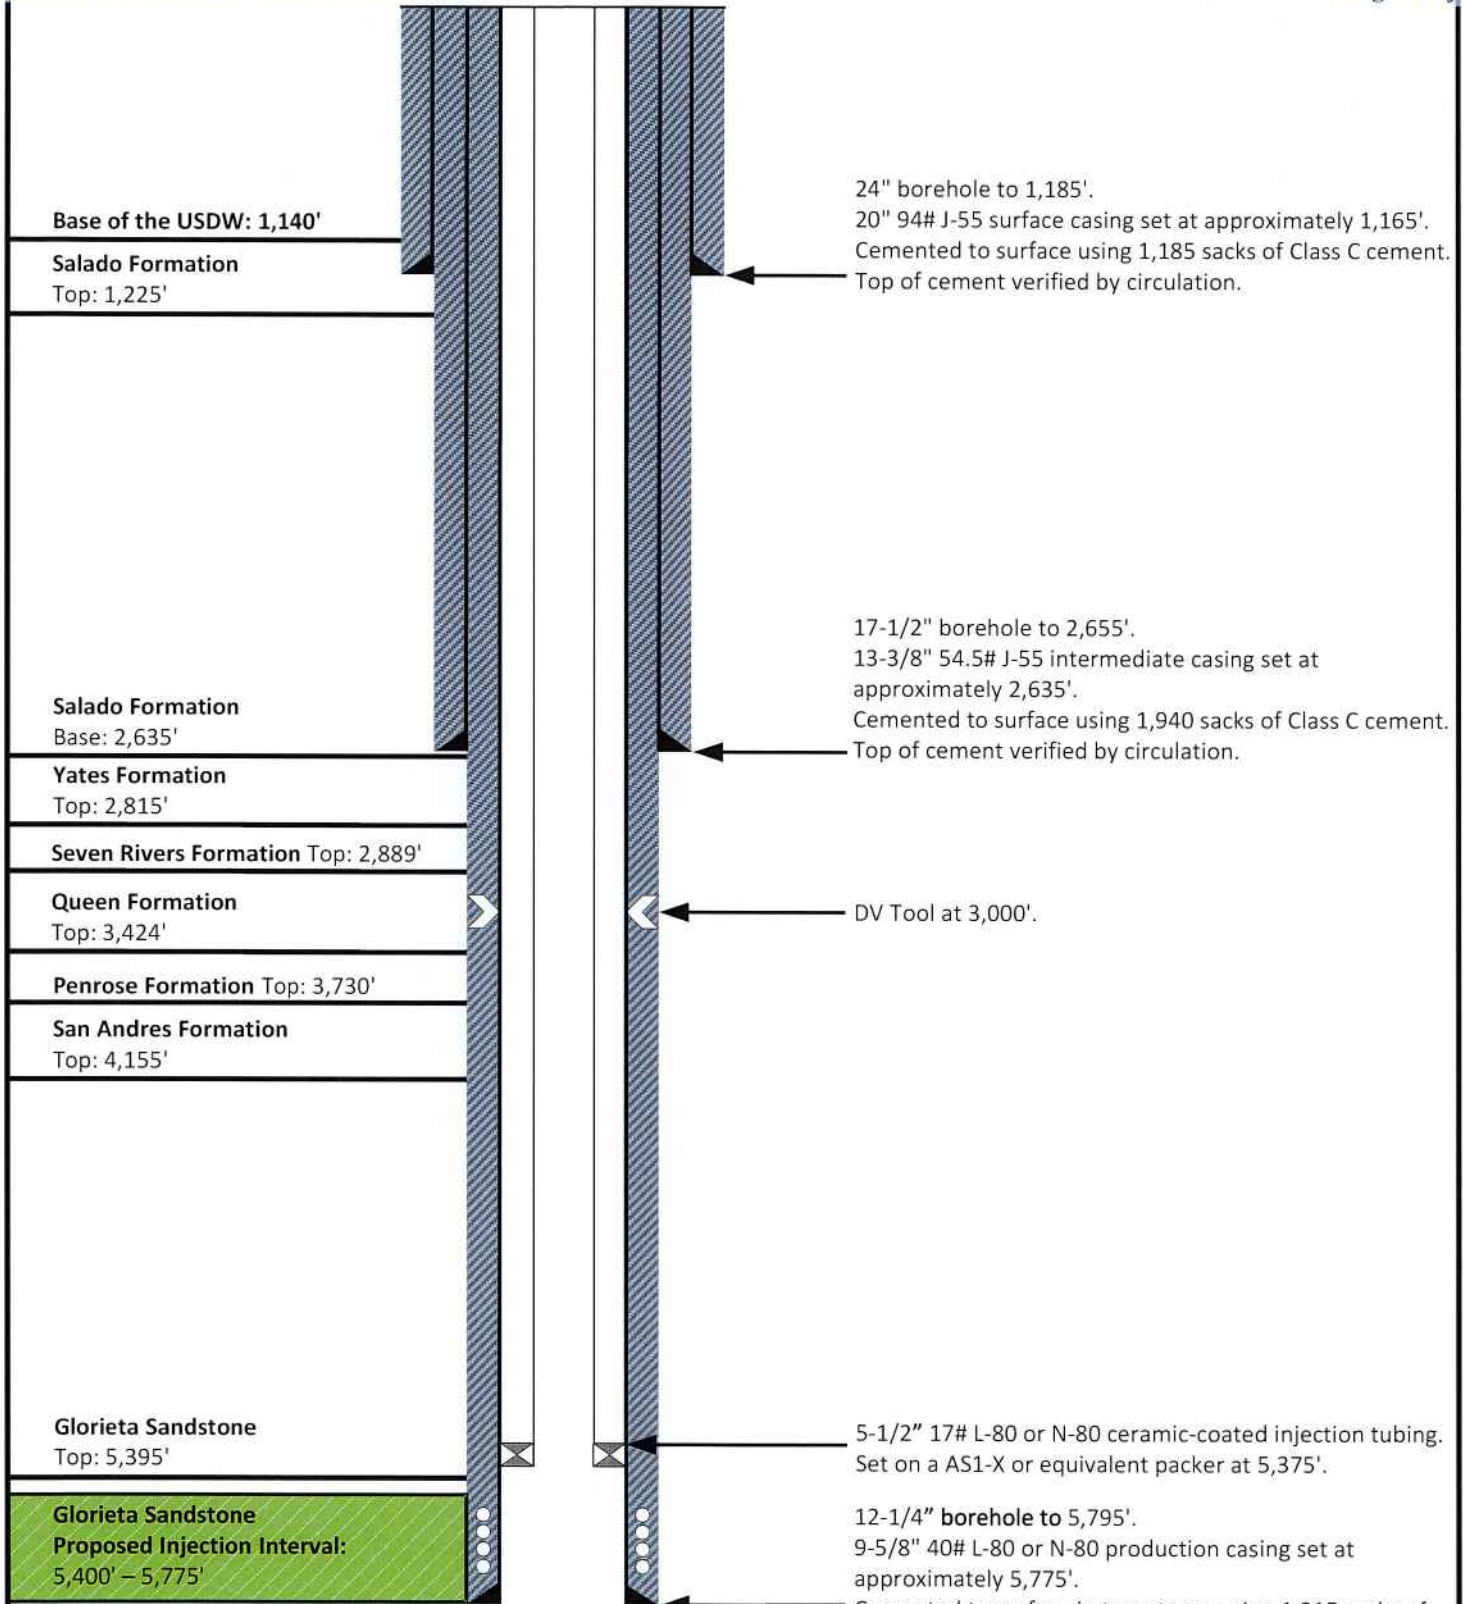 Base of the USDW: 1,140'
Salado Formation
Top: 1,225'
24" borehole to 1,185'.
20" 94# J-55 surface casing set at approximately 1,165'.
Cemented to surface using 1,185 sacks of Class C cement.
Top of cement verified by circulation.
17-1/2" borehole to 2,655'.
13-3/8" 54.5# J-55 intermediate casing set at
approximately 2,635'.
Cemented to surface using 1,940 sacks of Class C cement.
Top of cement verified by circulation.
Salado Formation
Base: 2,635'
Yates Formation
Top: 2,815'
Seven Rivers Formation Top: 2,889'
Queen Formation
Top: 3,424'
DV Tool at 3,000'.
Penrose Formation Top: 3,730'
San Andres Formation
Top: 4,155'
Glorieta Sandstone
Top: 5,395'
5-1/2" 17# L-80 or N-80 ceramic-coated injection tubing.
Set on a AS1-X or equivalent packer at 5,375'.
Glorieta Sandstone
Proposed Injection Interval:
5,400' – 5,775'
12-1/4" borehole to 5,795'.
9-5/8" 40# L-80 or N-80 production casing set at
approximately 5,775'.